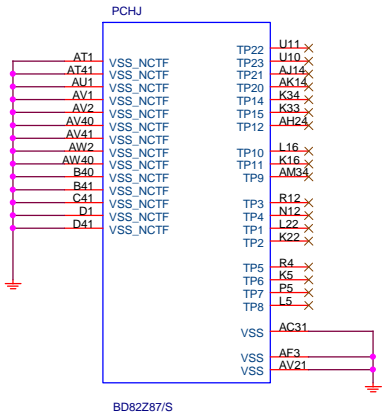 PCHJ
AT1 VSS_NCTF
AT41 VSS_NCTF
AU1 VSS_NCTF
AV1 VSS_NCTF
AV2 VSS_NCTF
AV40 VSS_NCTF
AV41 VSS_NCTF
AW2 VSS_NCTF
AW40 VSS_NCTF
B40 VSS_NCTF
B41 VSS_NCTF
C41 VSS_NCTF
D1 VSS_NCTF
D41 VSS_NCTF
TP22 U11
TP23 U10
TP21 AJ14
TP20 AK14
TP14 K34
TP15 K33
TP12 AH24
TP10 L16
TP11 K16
TP9 AM34
TP3 R12
TP4 N12
TP1 L22
TP2 K22
TP5 R4
TP6 K5
TP7 P5
TP8 L5
VSS AC31
VSS AF3
VSS AV21
BD82Z87/S